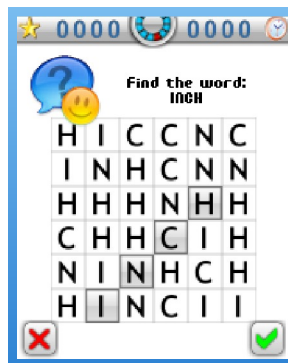 0000 0000
Find the word:
INCH
H I C C N C
I N H C N N
H H H N H H
C H H C I H
N I N H C H
H I N C I I